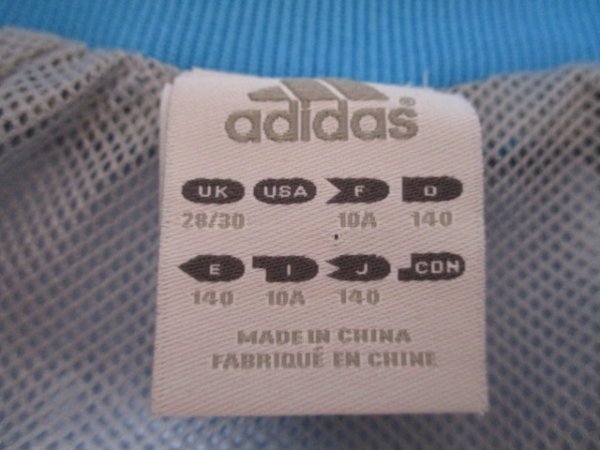 adidas®
UK USA F D
28/30 10A 140
E I J CDN
140 10A 140
MADE IN CHINA
FABRIQUÉ EN CHINE